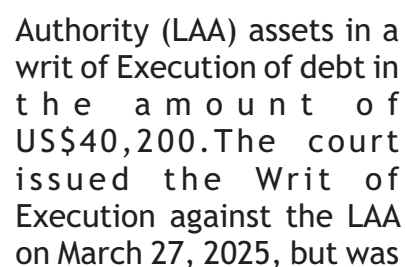 Authority (LAA) assets in a
writ of Execution of debt in
the amount of
US$40,200.The court
issued the Writ of
Execution against the LAA
on March 27, 2025, but was